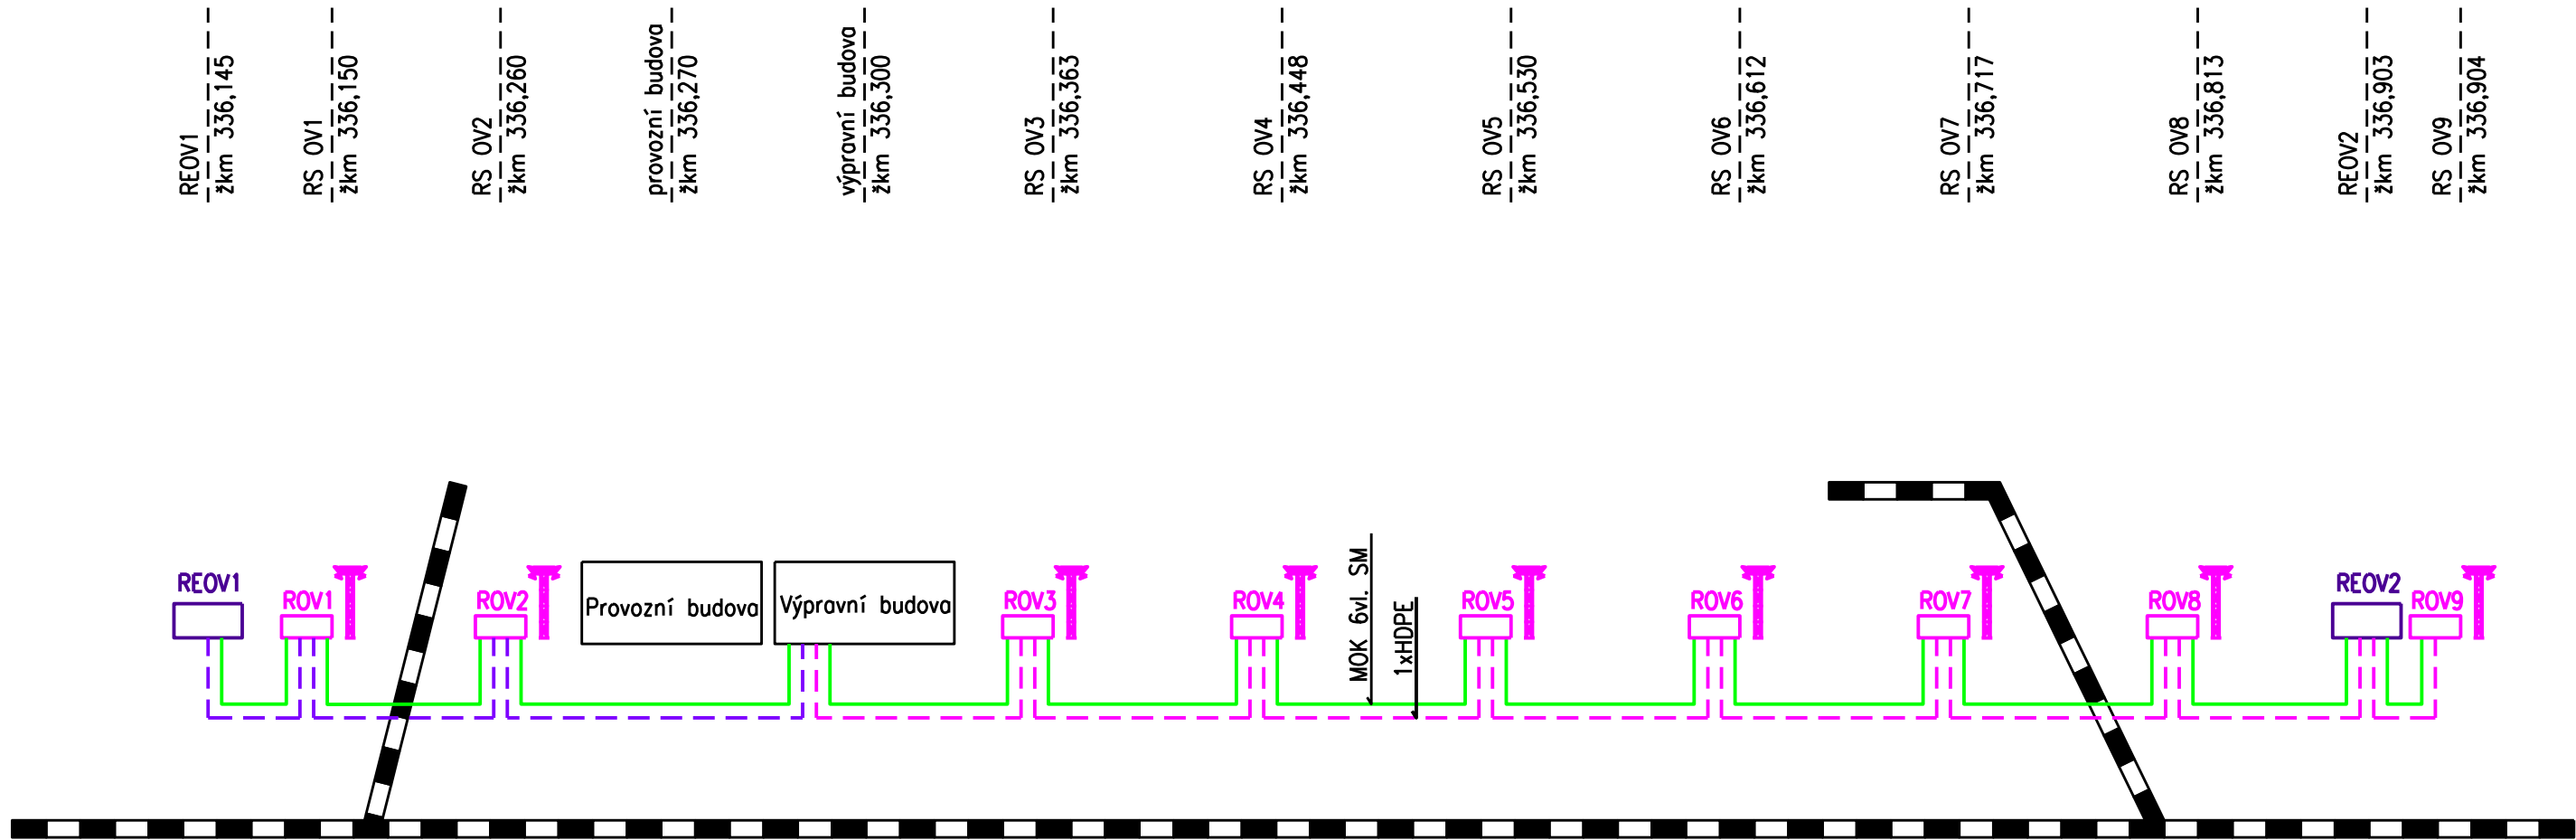 REOV1
žkm 336,145
RS OV1
žkm 336,150
RS OV2
žkm 336,260
provozní budova
žkm 336,270
výpravní budova
žkm 336,300
RS OV3
žkm 336,363
RS OV4
žkm 336,448
RS OV5
žkm 336,530
RS OV6
žkm 336,612
RS OV7
žkm 336,717
RS OV8
žkm 336,813
REOV2
žkm 336,903
RS OV9
žkm 336,904
REOV1
ROV1
ROV2
Provozní budova
Výpravní budova
ROV3
ROV4
MOK 6vl. SM
1xHDPE
ROV5
ROV6
ROV7
ROV8
REOV2
ROV9